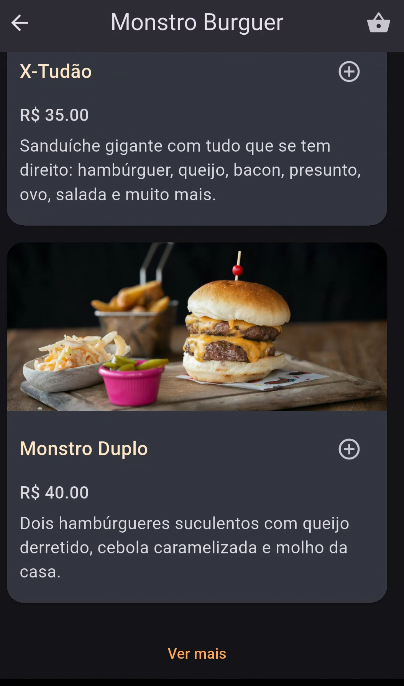 Monstro Burguer
X-Tudão
R$ 35.00
Sanduíche gigante com tudo que se tem
direito: hambúrguer, queijo, bacon, presunto,
ovo, salada e muito mais.
Monstro Duplo
R$ 40.00
Dois hambúrgueres suculentos com queijo
derretido, cebola caramelizada e molho da
casa.
Ver mais